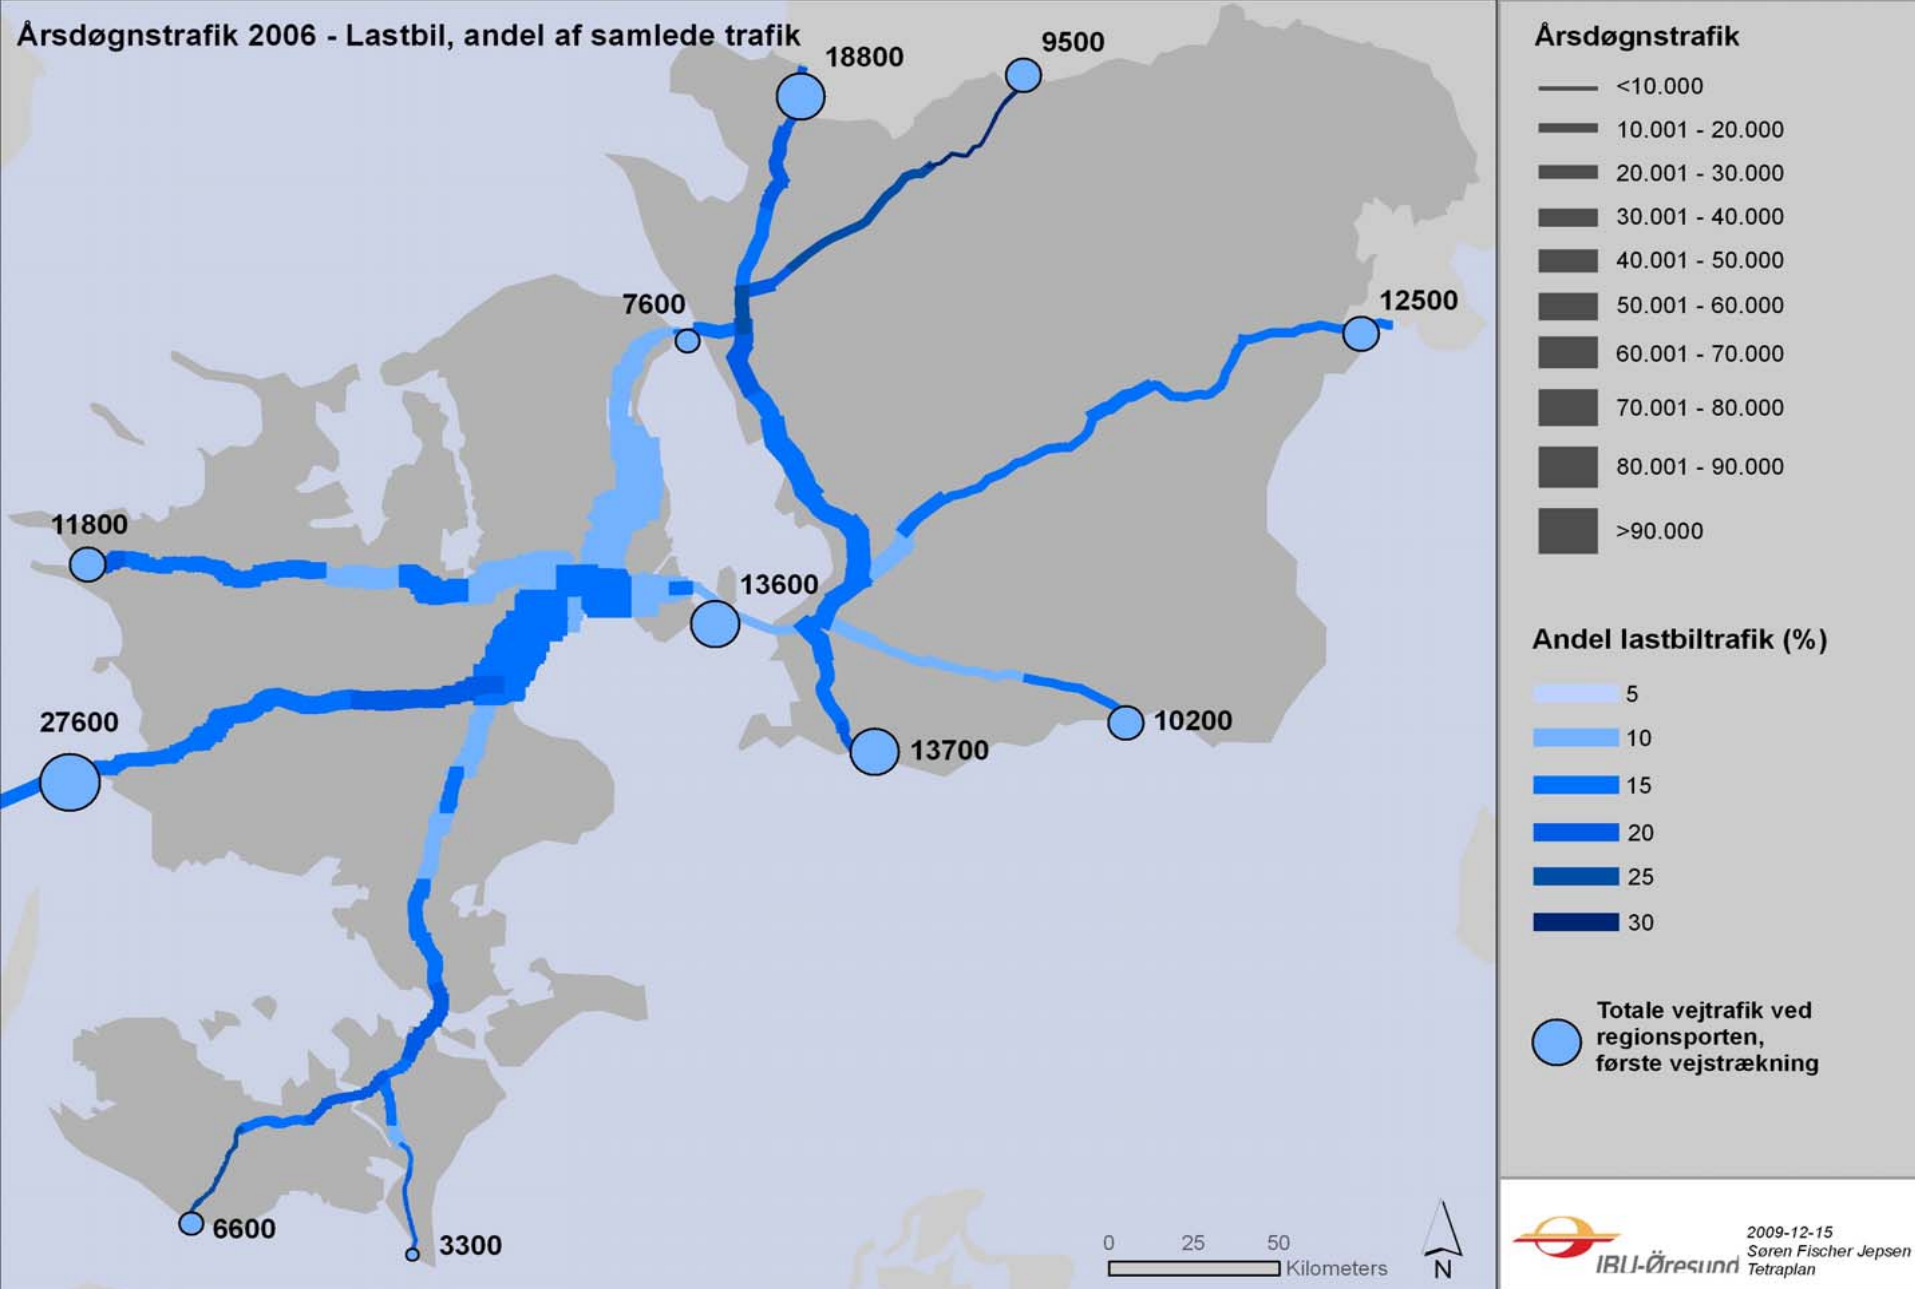 Årsdøgnstrafik 2006 - Lastbil, andel af samlede trafik
18800
9500
7600
12500
11800
13600
27600
10200
13700
6600
3300
0 25 50
Kilometers
N
Årsdøgnstrafik
<10.000
10.001 - 20.000
20.001 - 30.000
30.001 - 40.000
40.001 - 50.000
50.001 - 60.000
60.001 - 70.000
70.001 - 80.000
80.001 - 90.000
>90.000
Andel lastbiltrafik (%)
5
10
15
20
25
30
Totale vejtrafik ved
regionsporten,
første vejstrækning
IBU-Øresund
2009-12-15
Søren Fischer Jepsen
Tetraplan